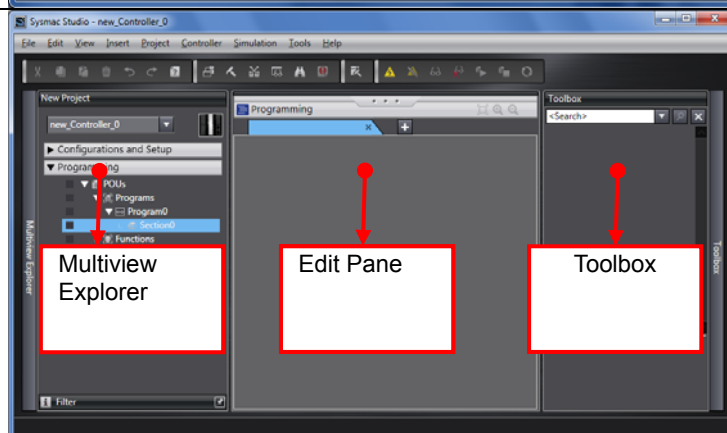 Sysmac Studio - new_Controller_0
File Edit View Insert Project Controller Simulation Tools Help
New Project
new_Controller_0
Configurations and Setup
Programming
POUs
Programs
Program0
Section0
Functions
Filter
Multiview Explorer
Programming
Toolbox
<Search>
Toolbox
Multiview
Explorer
Edit Pane
Toolbox